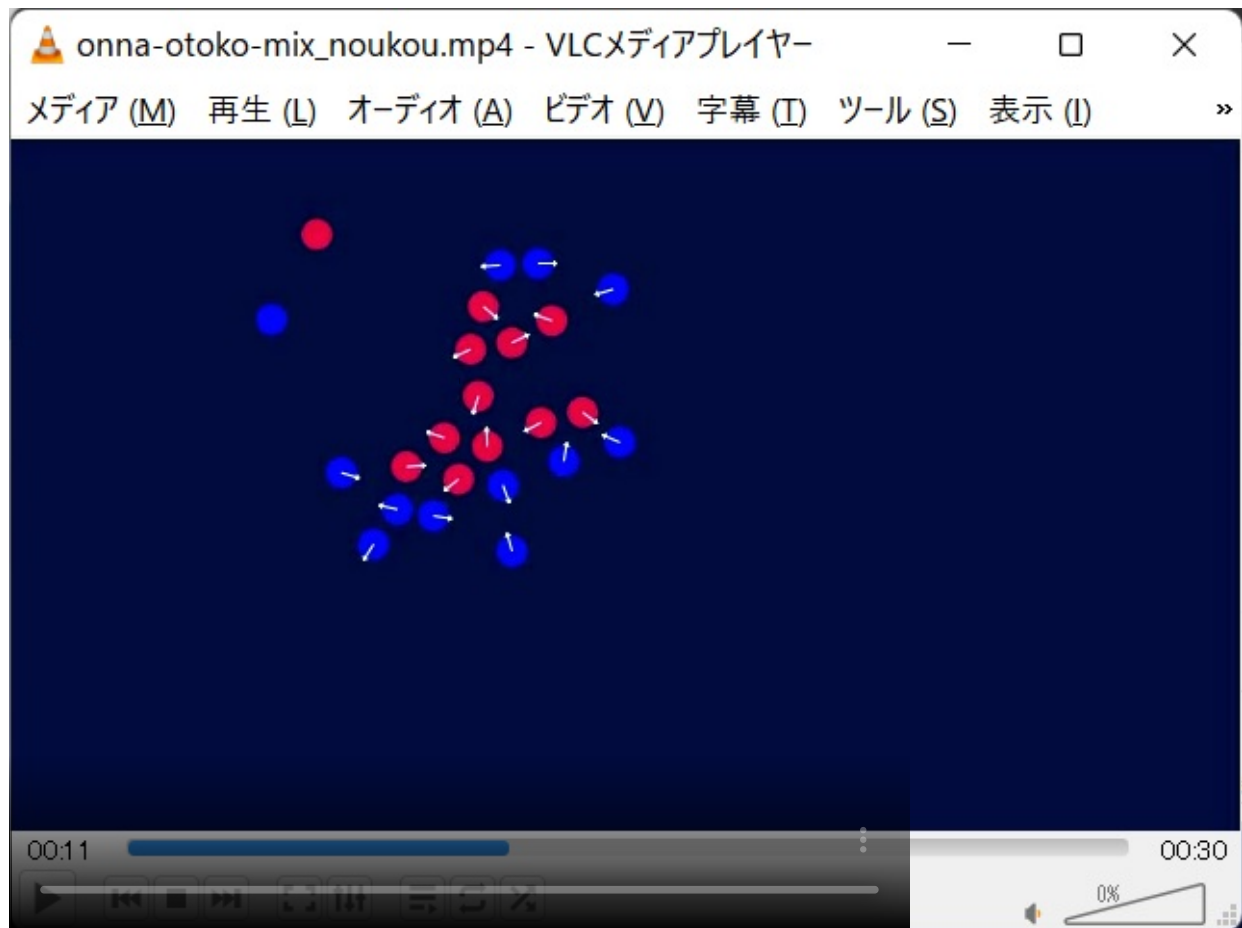 onna-otoko-mix_noukou.mp4 - VLCメディアプレイヤー
メディア (M) 再生 (L) オーディオ (A) ビデオ (V) 字幕 (T) ツール (S) 表示 (I) »
00:11 00:30
0%